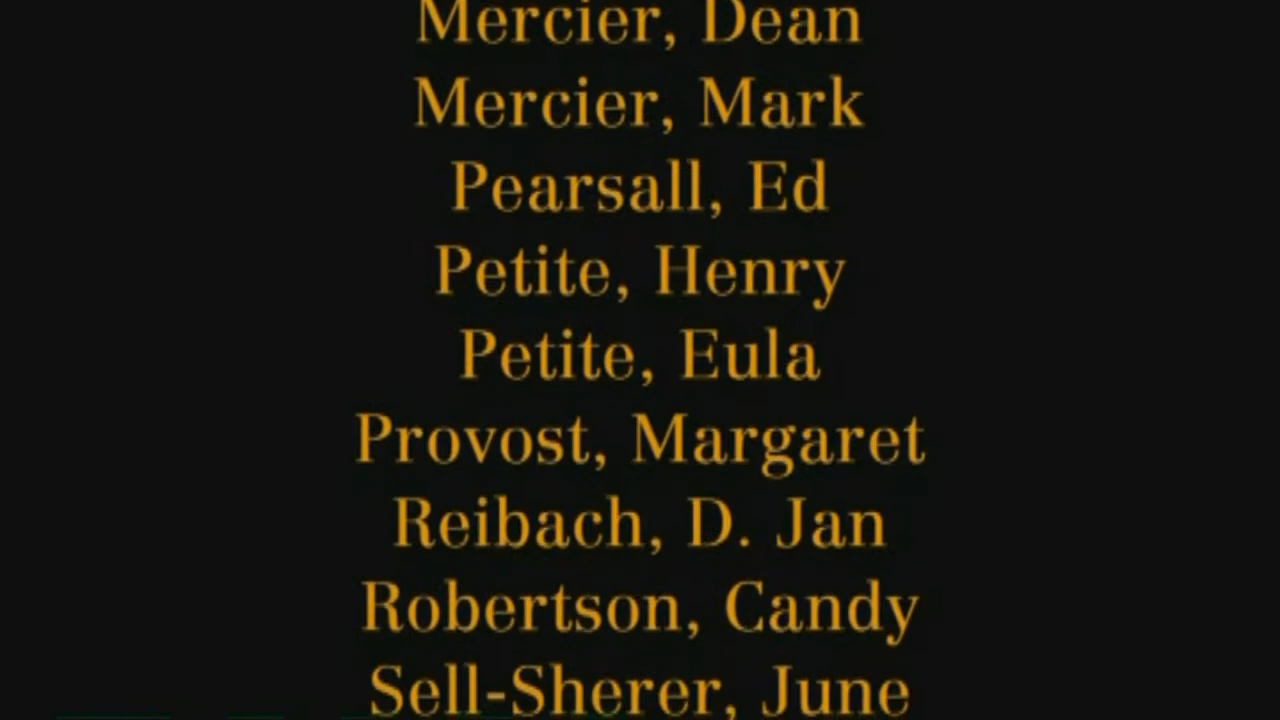 Mercier, Dean
Mercier, Mark
Pearsall, Ed
Petite, Henry
Petite, Eula
Provost, Margaret
Reibach, D. Jan
Robertson, Candy
Sell-Sherer, June